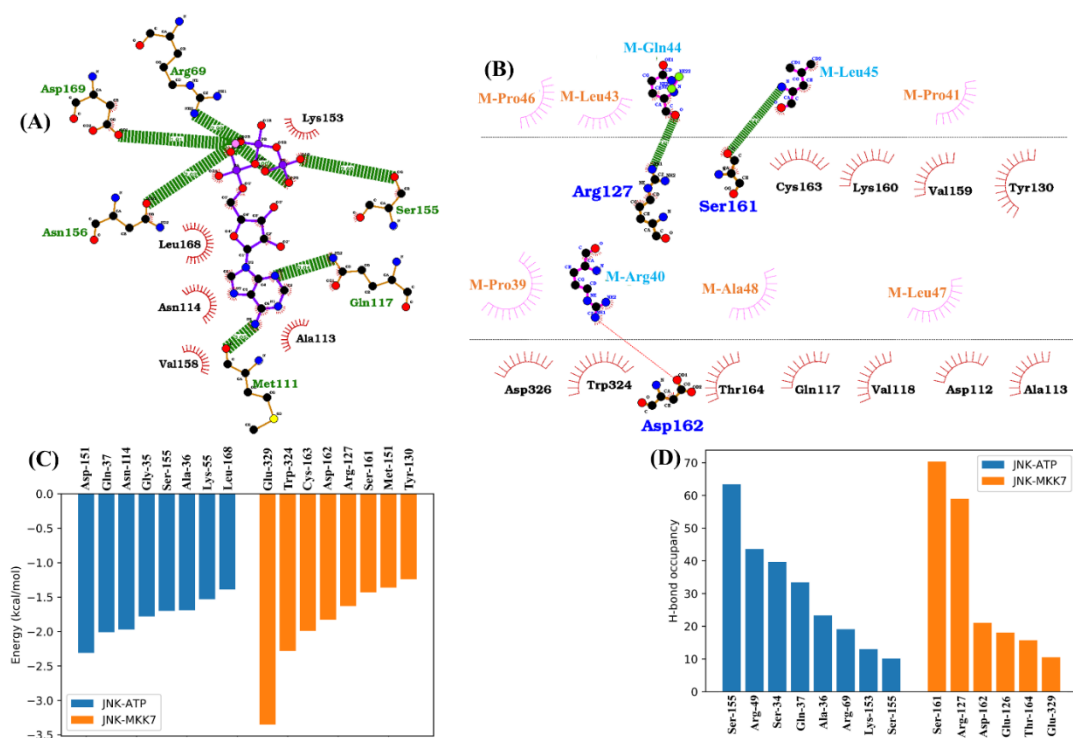 (A)
Arg69
Asp169
Lys153
Asn156
Ser155
Leu168
Asn114
Gln117
Ala113
Val158
Met111
(B)
M-Gln44
M-Leu45
M-Pro46
M-Leu43
M-Pro41
Arg127
Ser161
Cys163
Lys160
Val159
Tyr130
M-Pro39
M-Arg40
M-Ala48
M-Leu47
Asp326
Trp324
Asp162
Thr164
Gln117
Val118
Asp112
Ala113
(C)
Asp-151
Gln-37
Asn-114
Gly-35
Ser-155
Ala-36
Lys-55
Leu-168
Glu-329
Trp-324
Cys-163
Asp-162
Arg-127
Ser-161
Met-151
Tyr-130
Energy (kcal/mol)
0.0
−0.5
−1.0
−1.5
−2.0
−2.5
−3.0
−3.5
JNK-ATP
JNK-MKK7
(D)
H-bond occupancy
70
60
50
40
30
20
10
0
JNK-ATP
JNK-MKK7
Ser-155
Arg-49
Ser-34
Gln-37
Ala-36
Arg-69
Lys-153
Ser-155
Ser-161
Arg-127
Asp-162
Glu-126
Thr-164
Glu-329